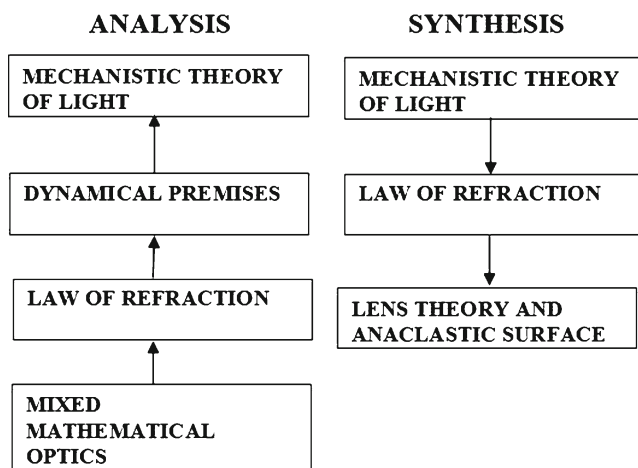 ANALYSIS
MECHANISTIC THEORY
OF LIGHT
DYNAMICAL PREMISES
LAW OF REFRACTION
MIXED
MATHEMATICAL
OPTICS
SYNTHESIS
MECHANISTIC THEORY
OF LIGHT
LAW OF REFRACTION
LENS THEORY AND
ANACLASTIC SURFACE